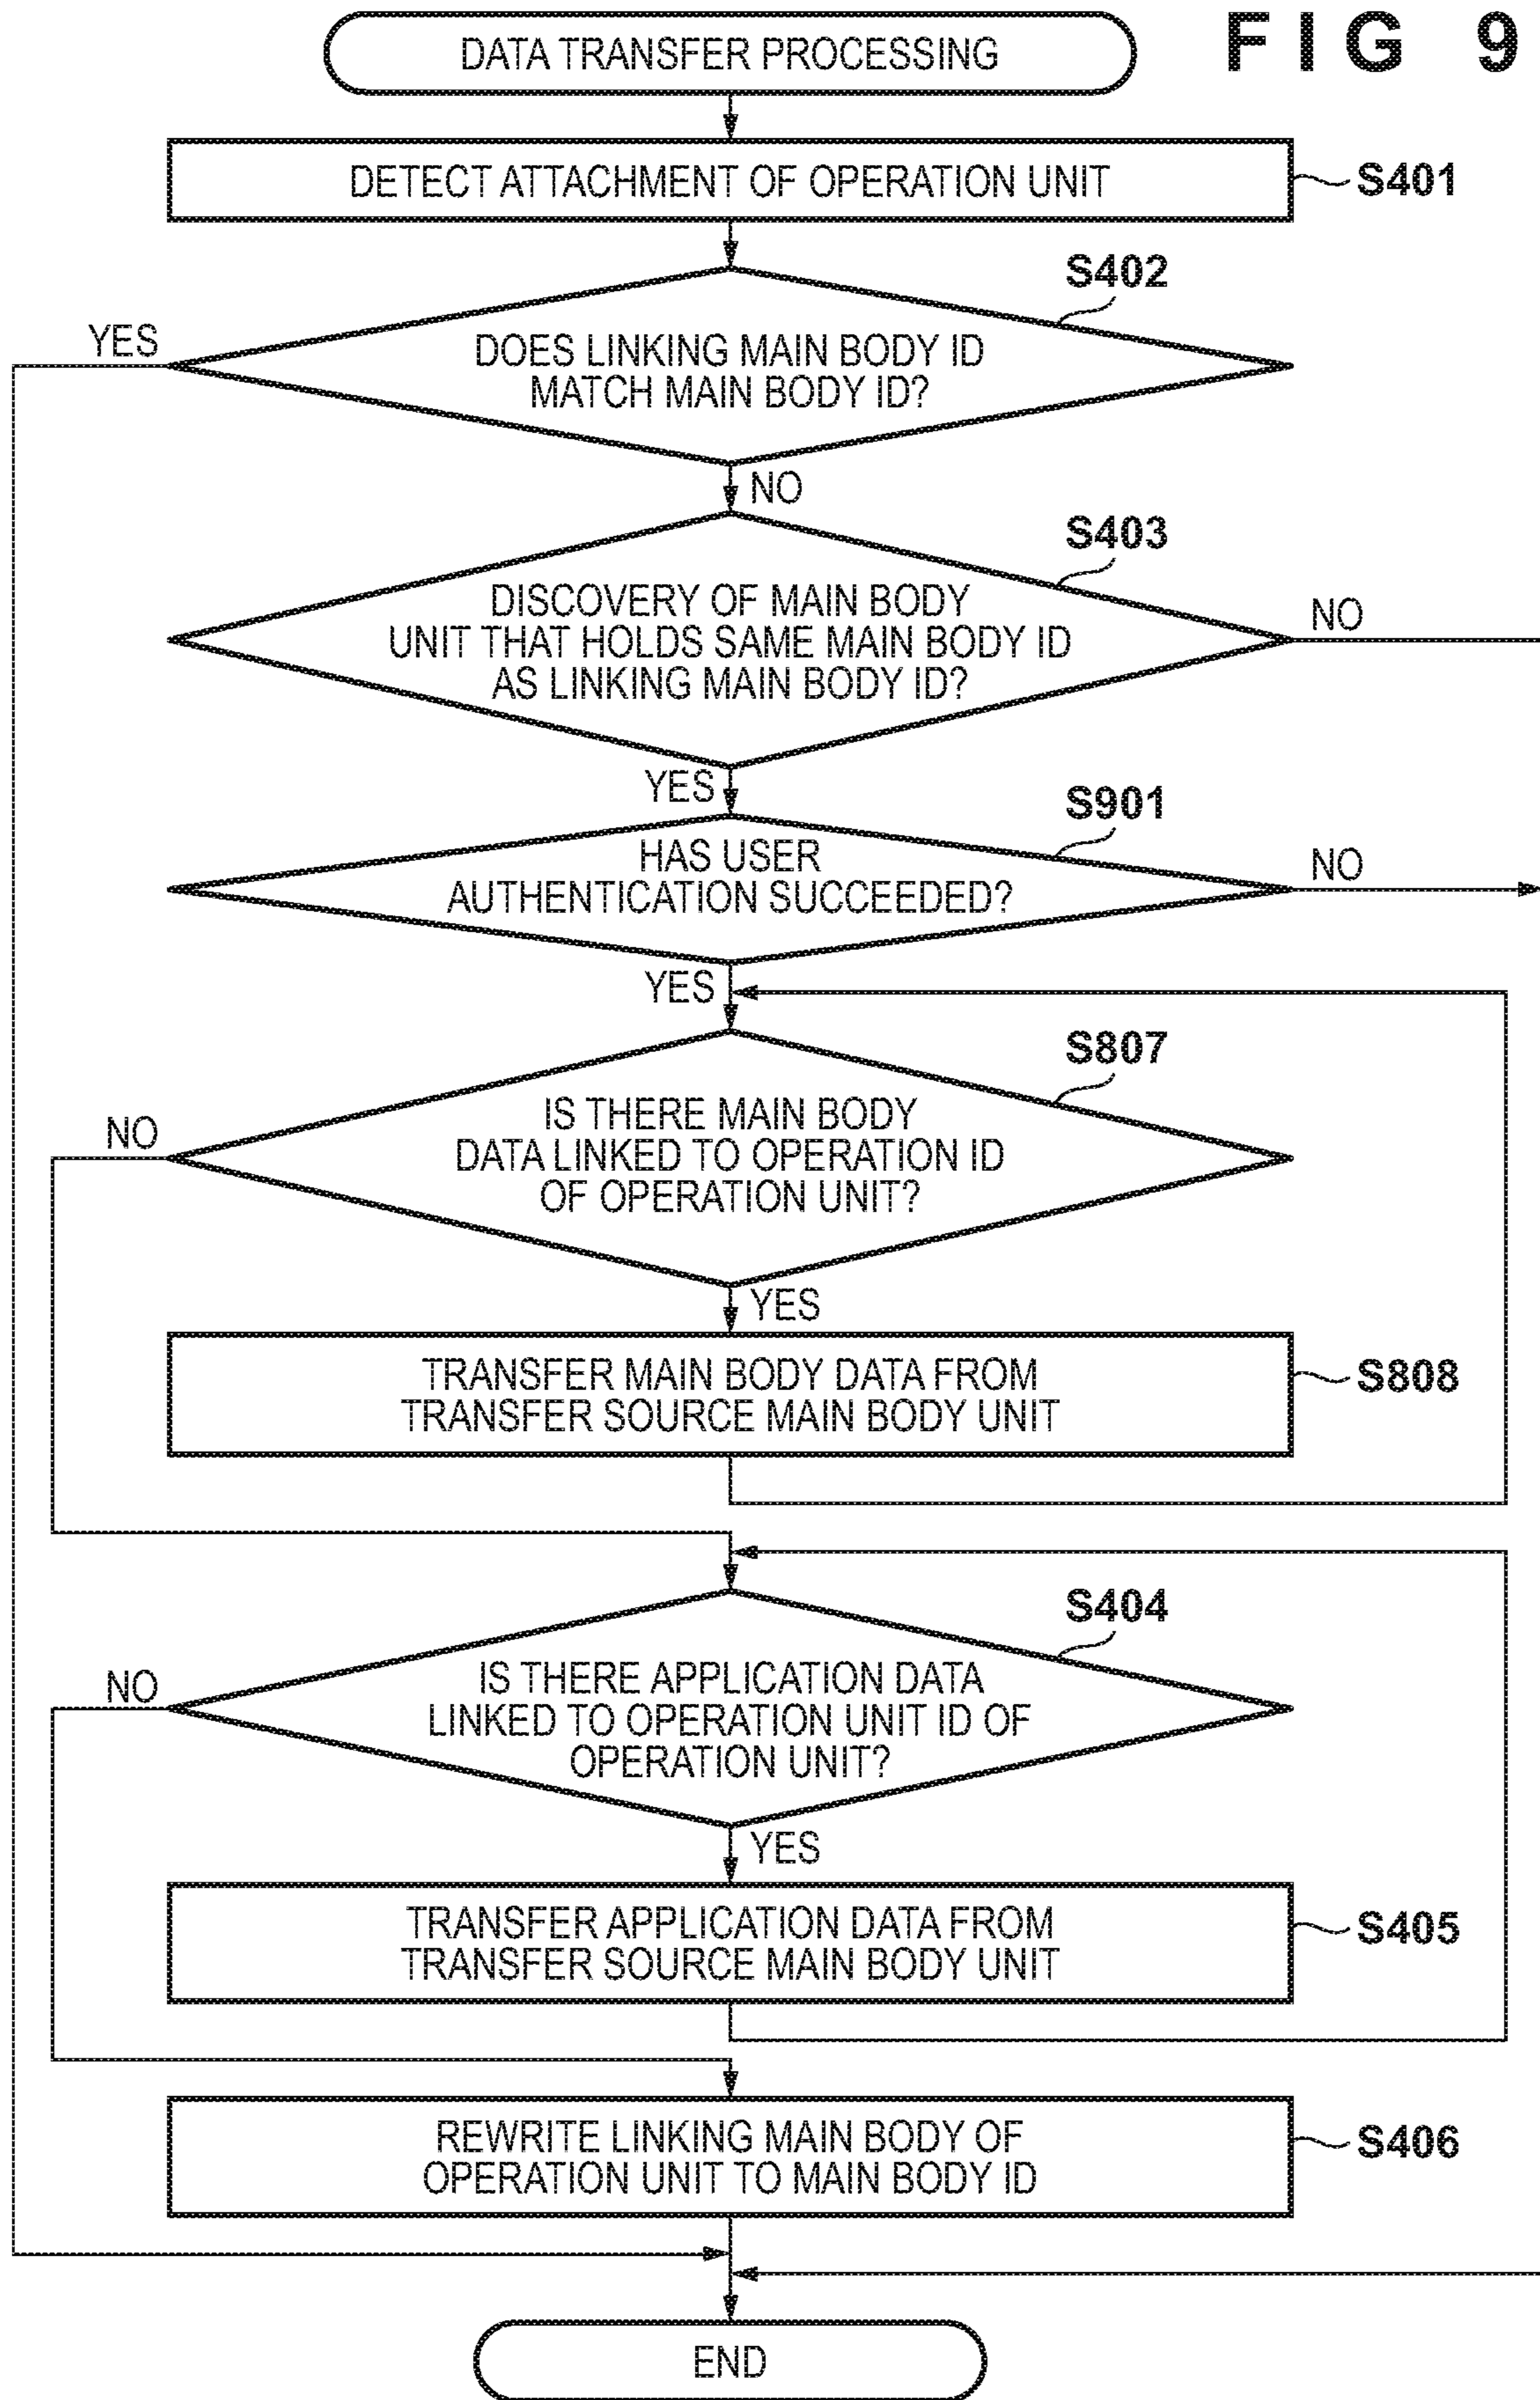 FIG 9
DATA TRANSFER PROCESSING
DETECT ATTACHMENT OF OPERATION UNIT
S401
S402
YES
DOES LINKING MAIN BODY ID
MATCH MAIN BODY ID?
NO
S403
DISCOVERY OF MAIN BODY
UNIT THAT HOLDS SAME MAIN BODY ID
AS LINKING MAIN BODY ID?
NO
YES
S901
HAS USER
AUTHENTICATION SUCCEEDED?
NO
YES
S807
IS THERE MAIN BODY
DATA LINKED TO OPERATION ID
OF OPERATION UNIT?
NO
YES
TRANSFER MAIN BODY DATA FROM
TRANSFER SOURCE MAIN BODY UNIT
S808
S404
IS THERE APPLICATION DATA
LINKED TO OPERATION UNIT ID OF
OPERATION UNIT?
NO
YES
TRANSFER APPLICATION DATA FROM
TRANSFER SOURCE MAIN BODY UNIT
S405
REWRITE LINKING MAIN BODY OF
OPERATION UNIT TO MAIN BODY ID
S406
END